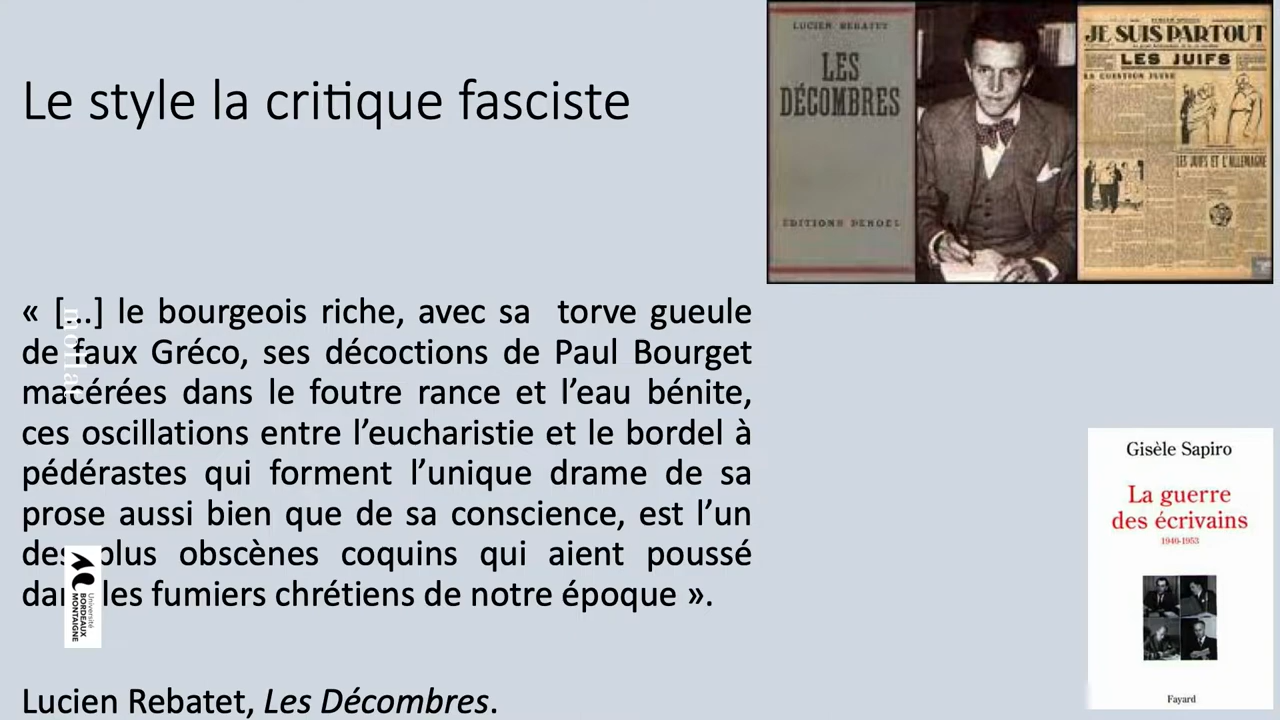 Le style la critique fasciste
LUCIEN REBATET
LES
DÉCOMBRES
ÉDITIONS DENOEL
JE SUIS PARTOUT
LES JUIFS
LA QUESTION JUIVE
LES JUIFS ET L'ALLEMAGNE
« [...] le bourgeois riche, avec sa torve gueule
de faux Gréco, ses décoctions de Paul Bourget
macérées dans le foutre rance et l'eau bénite,
ces oscillations entre l'eucharistie et le bordel à
pédérastes qui forment l'unique drame de sa
prose aussi bien que de sa conscience, est l'un
des plus obscènes coquins qui aient poussé
dans les fumiers chrétiens de notre époque ».
Lucien Rebatet, Les Décombres.
mollat
Université
BORDEAUX
MONTAIGNE
Gisèle Sapiro
La guerre
des écrivains
1940-1953
Fayard